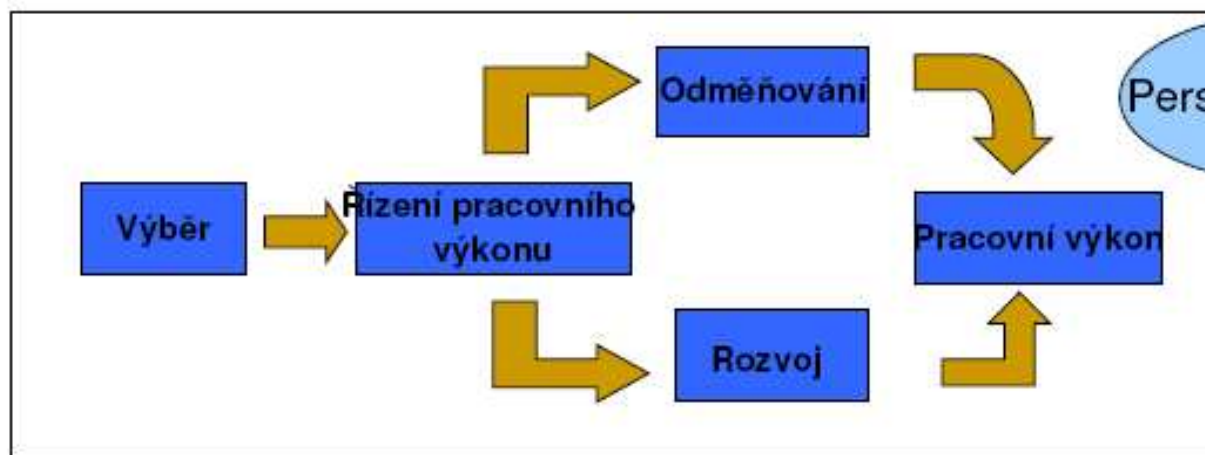 Odměňování
Pers
Výběr
Řízení pracovního
výkonu
Pracovní výkon
Rozvoj